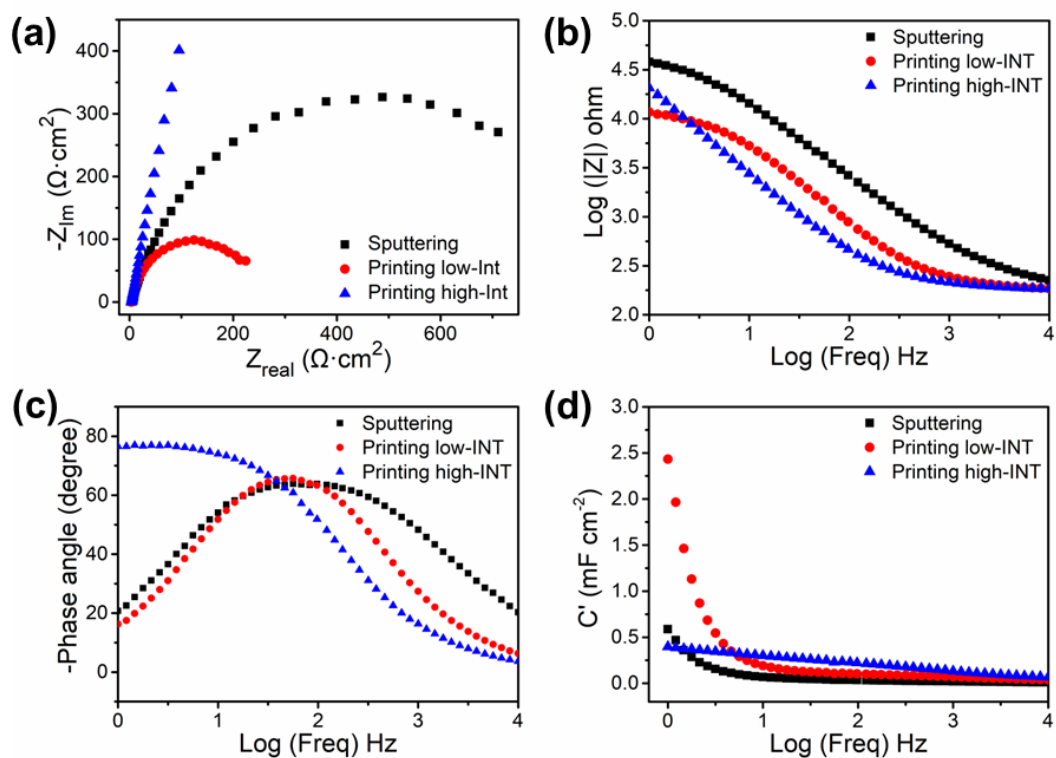 (a)
400
300
200
100
0
-Z_Im (Ω·cm²)
Sputtering
Printing low-Int
Printing high-Int
0 200 400 600
Z_real (Ω·cm²)
(b)
5.0
4.5
4.0
3.5
3.0
2.5
2.0
Log (|Z|) ohm
Sputtering
Printing low-INT
Printing high-INT
0 1 2 3 4
Log (Freq) Hz
(c)
80
60
40
20
0
-Phase angle (degree)
Sputtering
Printing low-INT
Printing high-INT
0 1 2 3 4
Log (Freq) Hz
(d)
3.0
2.5
2.0
1.5
1.0
0.5
0.0
C' (mF cm⁻²)
Sputtering
Printing low-INT
Printing high-INT
0 1 2 3 4
Log (Freq) Hz